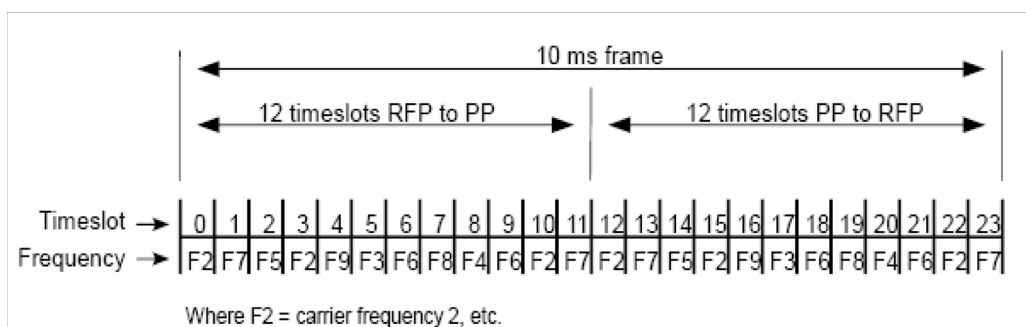 10 ms frame
12 timeslots RFP to PP 12 timeslots PP to RFP
Timeslot 0 1 2 3 4 5 6 7 8 9 10 11 12 13 14 15 16 17 18 19 20 21 22 23
Frequency F2 F7 F5 F2 F9 F3 F6 F8 F4 F6 F2 F7 F2 F7 F5 F2 F9 F3 F6 F8 F4 F6 F2 F7
Where F2 = carrier frequency 2, etc.